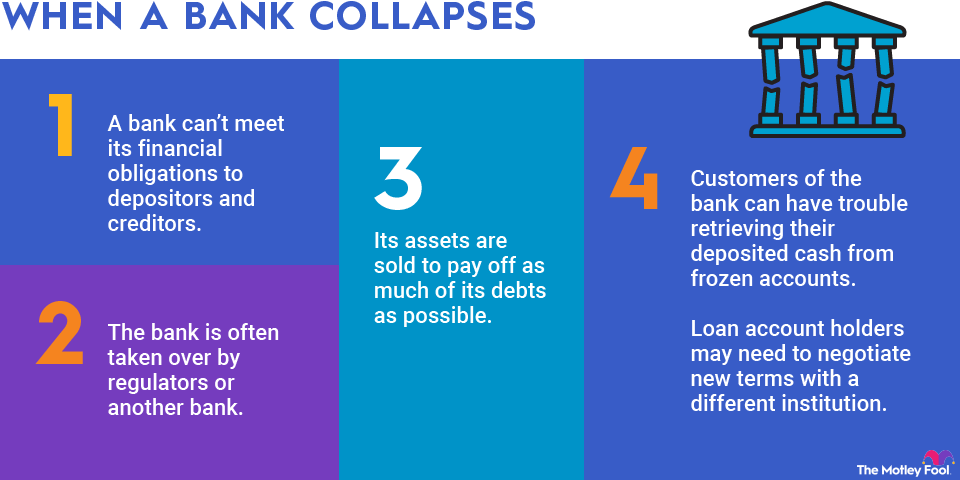 WHEN A BANK COLLAPSES
1
A bank can’t meet
its financial
obligations to
depositors and
creditors.
2
The bank is often
taken over by
regulators or
another bank.
3
Its assets are
sold to pay off as
much of its debts
as possible.
4
Customers of the
bank can have trouble
retrieving their
deposited cash from
frozen accounts.
Loan account holders
may need to negotiate
new terms with a
different institution.
The Motley Fool